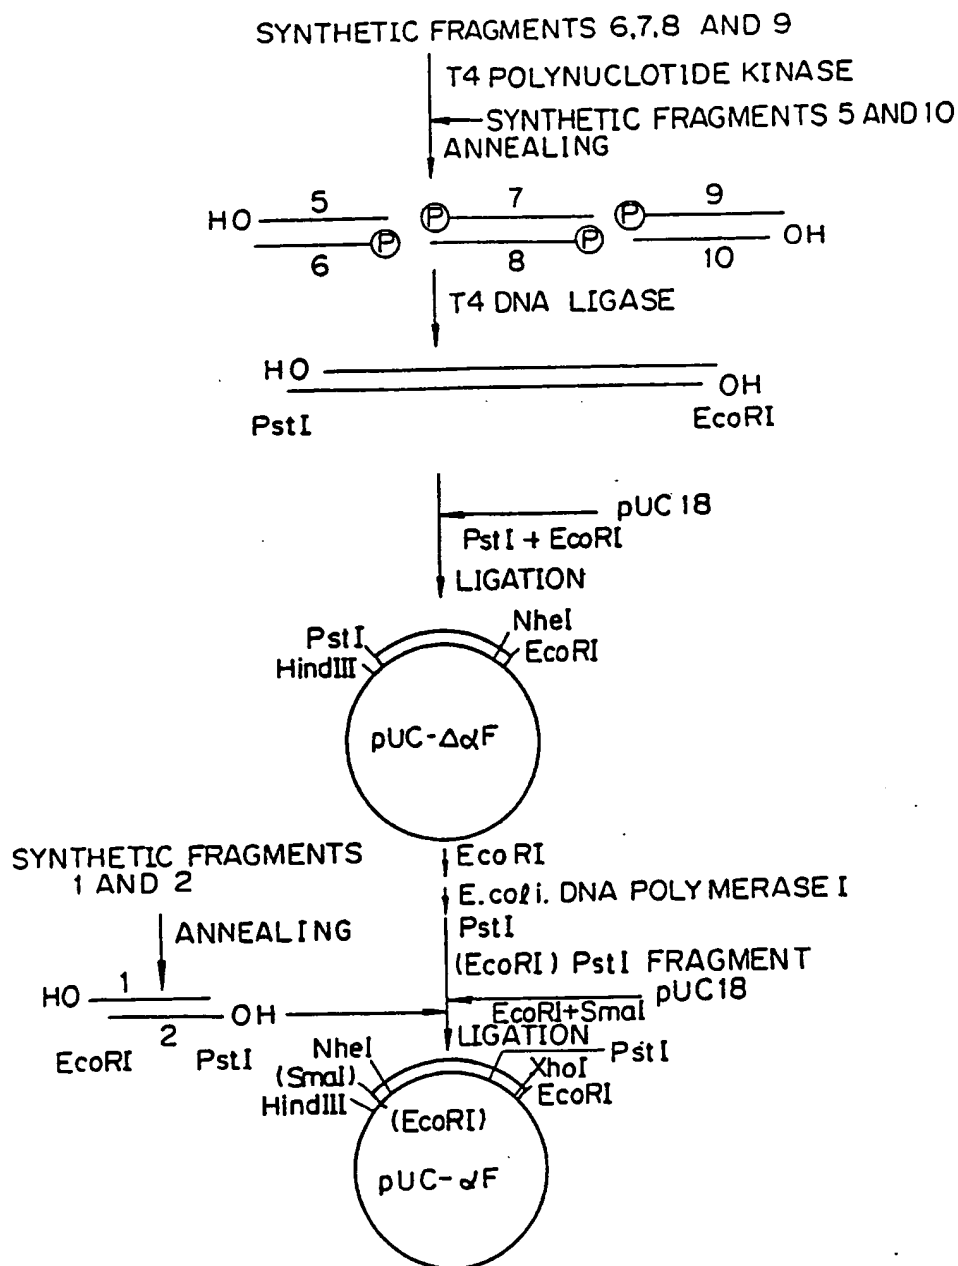 SYNTHETIC FRAGMENTS 6,7,8 AND 9
T4 POLYNUCLOTIDE KINASE
SYNTHETIC FRAGMENTS 5 AND 10
ANNEALING
HO 5 P 7 P 9
6 P 8 P 10 OH
T4 DNA LIGASE
HO
OH
PstI
EcoRI
pUC 18
PstI + EcoRI
LIGATION
NheI
PstI
EcoRI
HindIII
pUC-ΔαF
SYNTHETIC FRAGMENTS
1 AND 2
ANNEALING
HO 1
2 OH
EcoRI PstI
EcoRI
E.coli. DNA POLYMERASE I
PstI
(EcoRI) PstI FRAGMENT
pUC18
EcoRI+SmaI
LIGATION
NheI
PstI
(SmaI)
XhoI
HindIII
EcoRI
(EcoRI)
pUC-αF